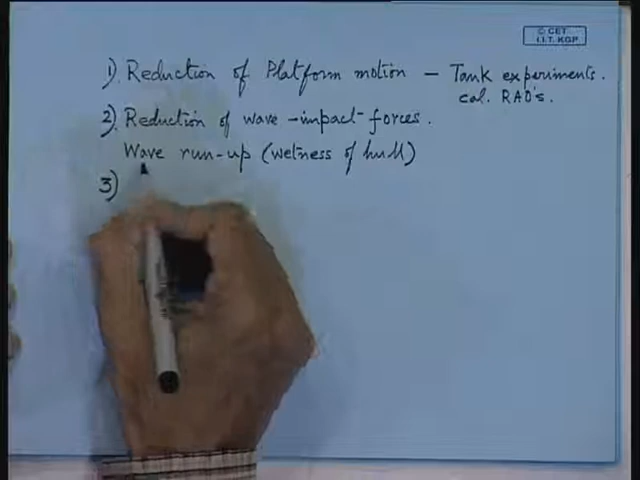 © CET
I.I.T. KGP
1) Reduction of Platform motion - Tank experiments.
cal. RAO's.
2) Reduction of wave-impact-forces.
Wave run-up (wetness of hull)
3)